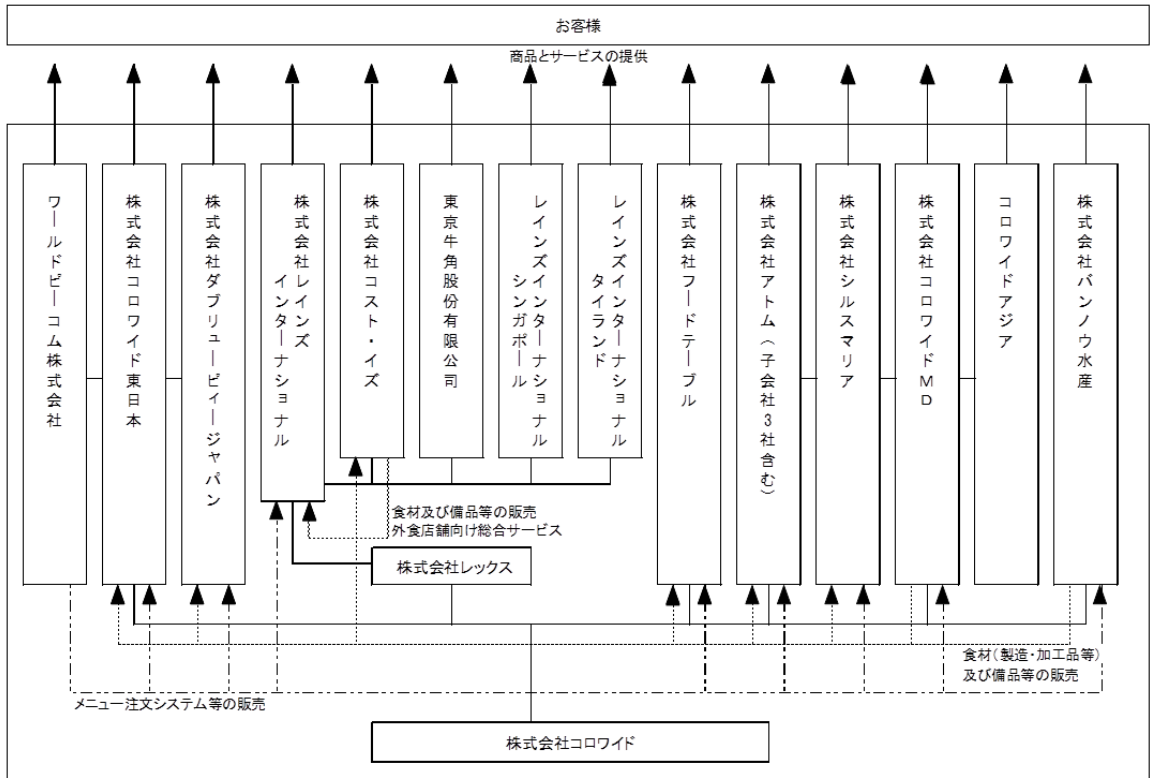 お客様
商品とサービスの提供
ワールドピーコム株式会社
株式会社コロワイド東日本
株式会社ダブリューピィージャパン
株式会社レインズ
インターナショナル
株式会社コスト・イズ
東京牛角股份有限公司
レインズインターナショナル
シンガポール
レインズインターナショナル
タイランド
株式会社フードテーブル
株式会社アトム(子会社3社含む)
株式会社シルスマリア
株式会社コロワイドMD
コロワイドアジア
株式会社バンノウ水産
食材及び備品等の販売
外食店舗向け総合サービス
株式会社レックス
食材(製造・加工品等)
及び備品等の販売
メニュー注文システム等の販売
株式会社コロワイド